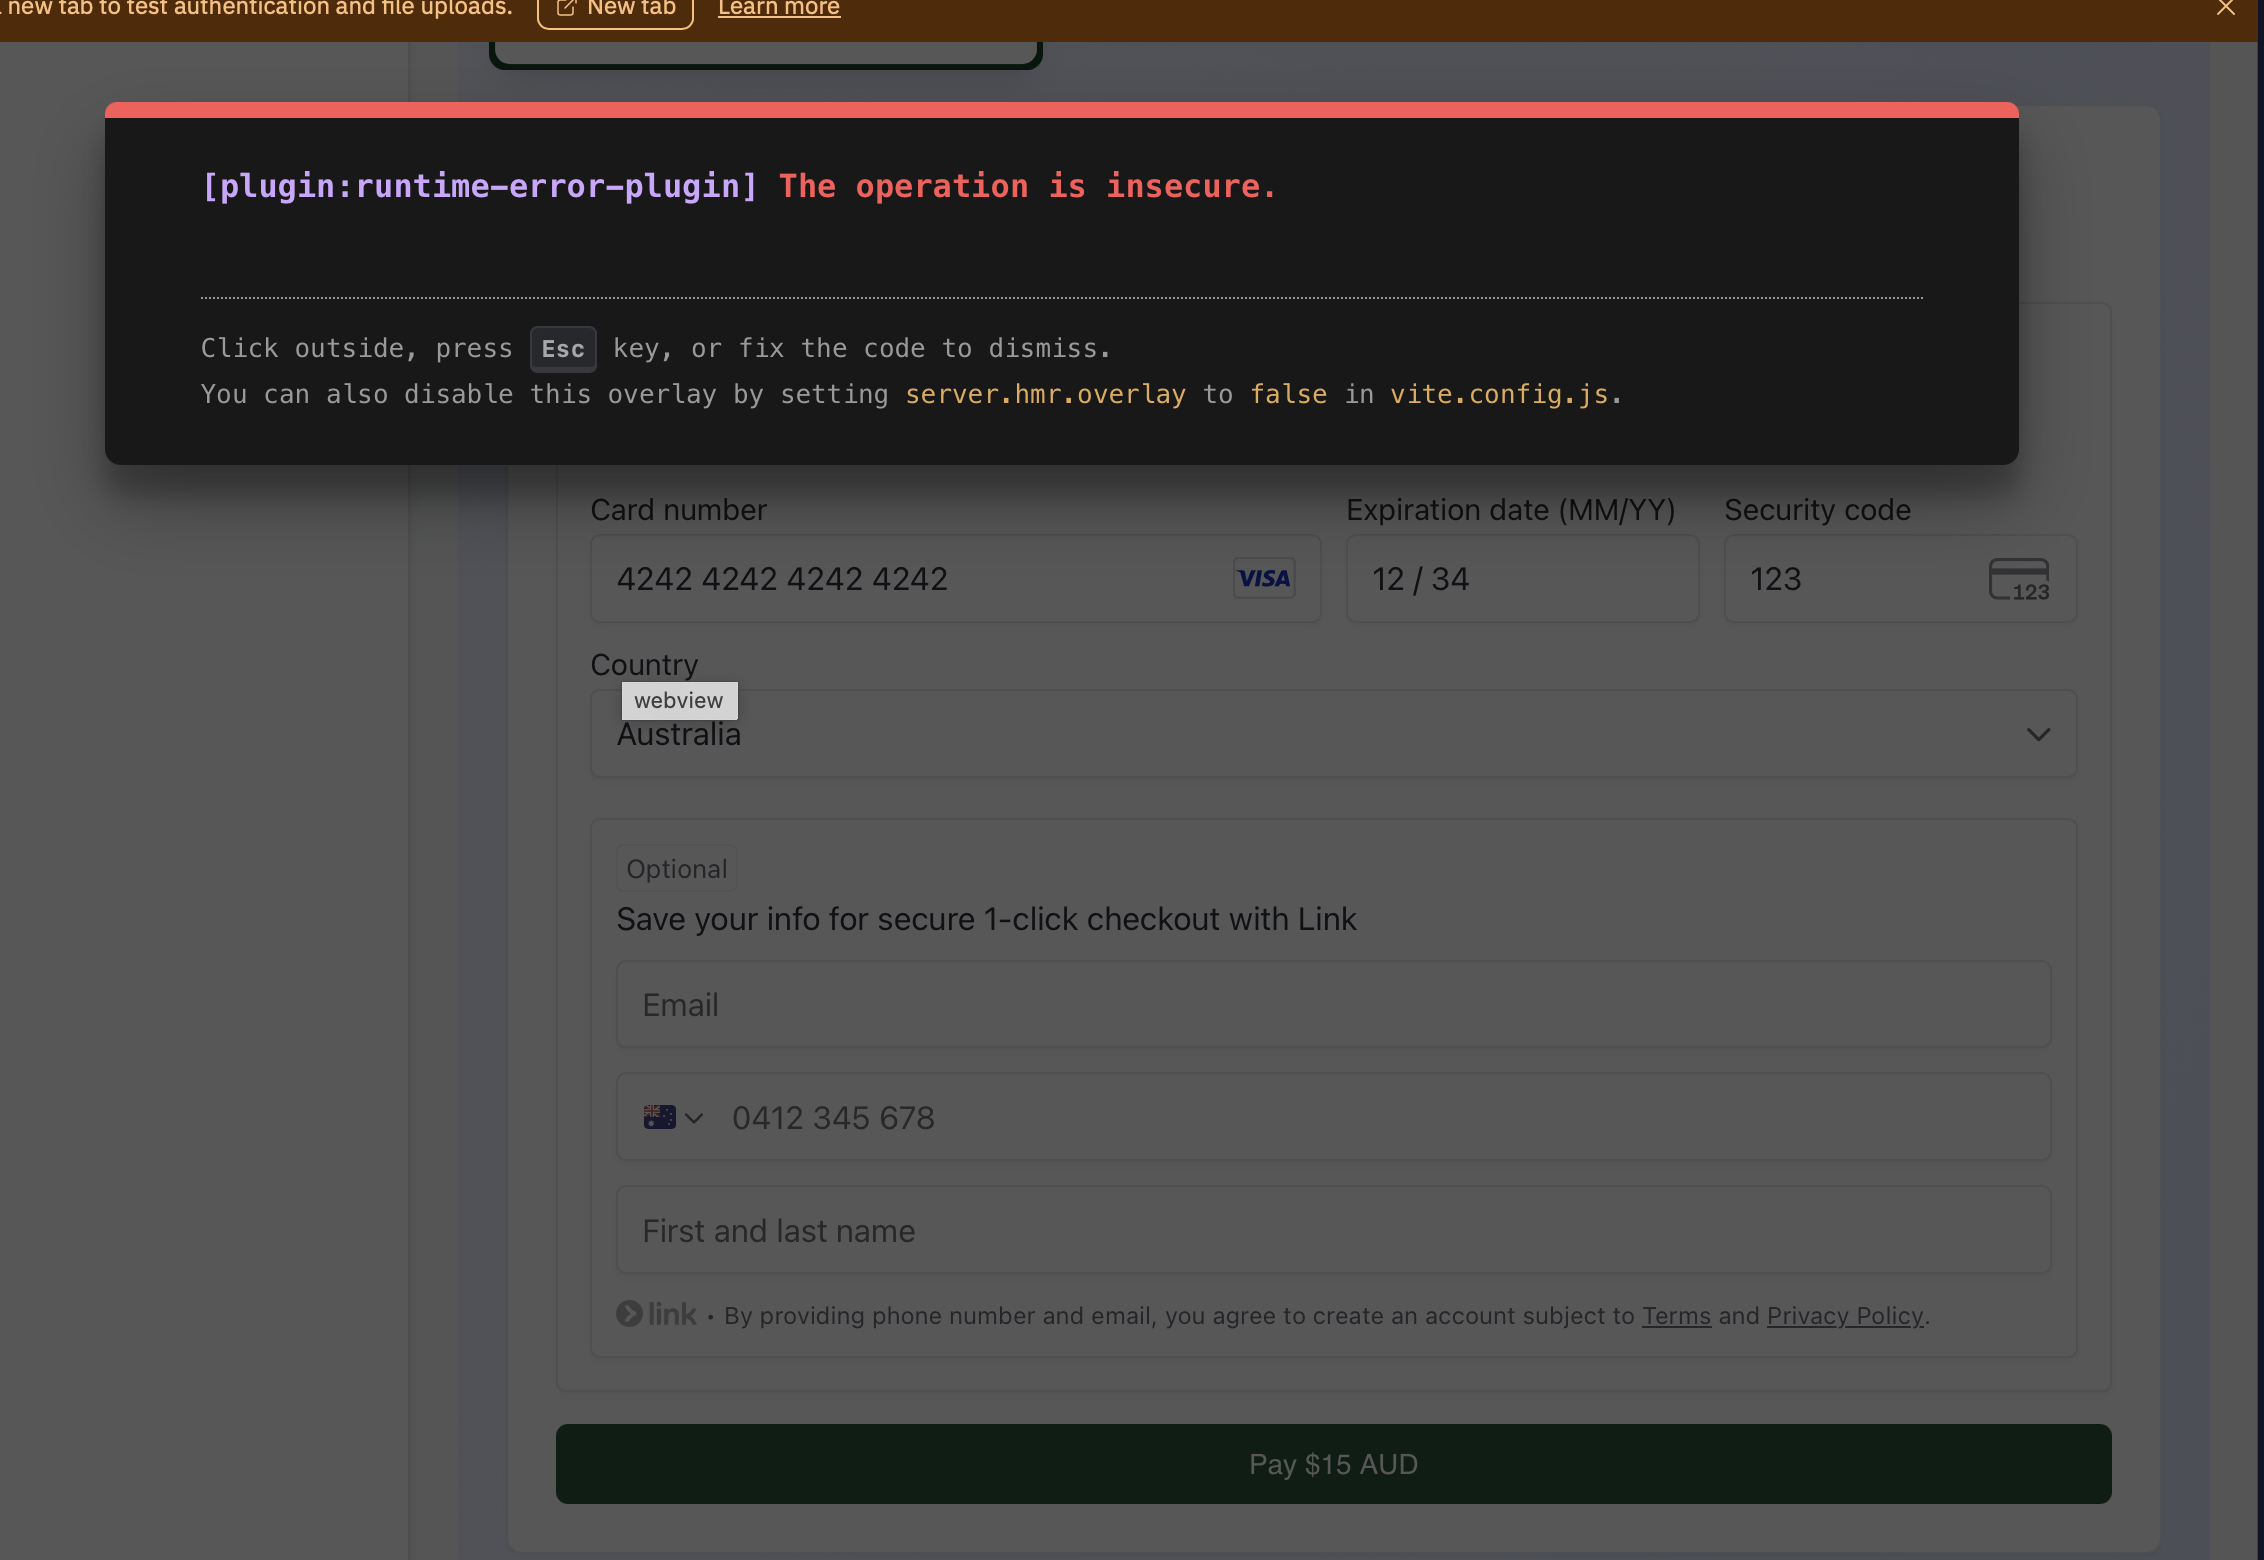 new tab to test authentication and file uploads. New tab Learn more
[plugin:runtime-error-plugin] The operation is insecure.
Click outside, press Esc key, or fix the code to dismiss.
You can also disable this overlay by setting server.hmr.overlay to false in vite.config.js.
Card number Expiration date (MM/YY) Security code
4242 4242 4242 4242 VISA 12 / 34 123 123
Country
webview
Australia
Optional
Save your info for secure 1-click checkout with Link
Email
0412 345 678
First and last name
link • By providing phone number and email, you agree to create an account subject to Terms and Privacy Policy.
Pay $15 AUD